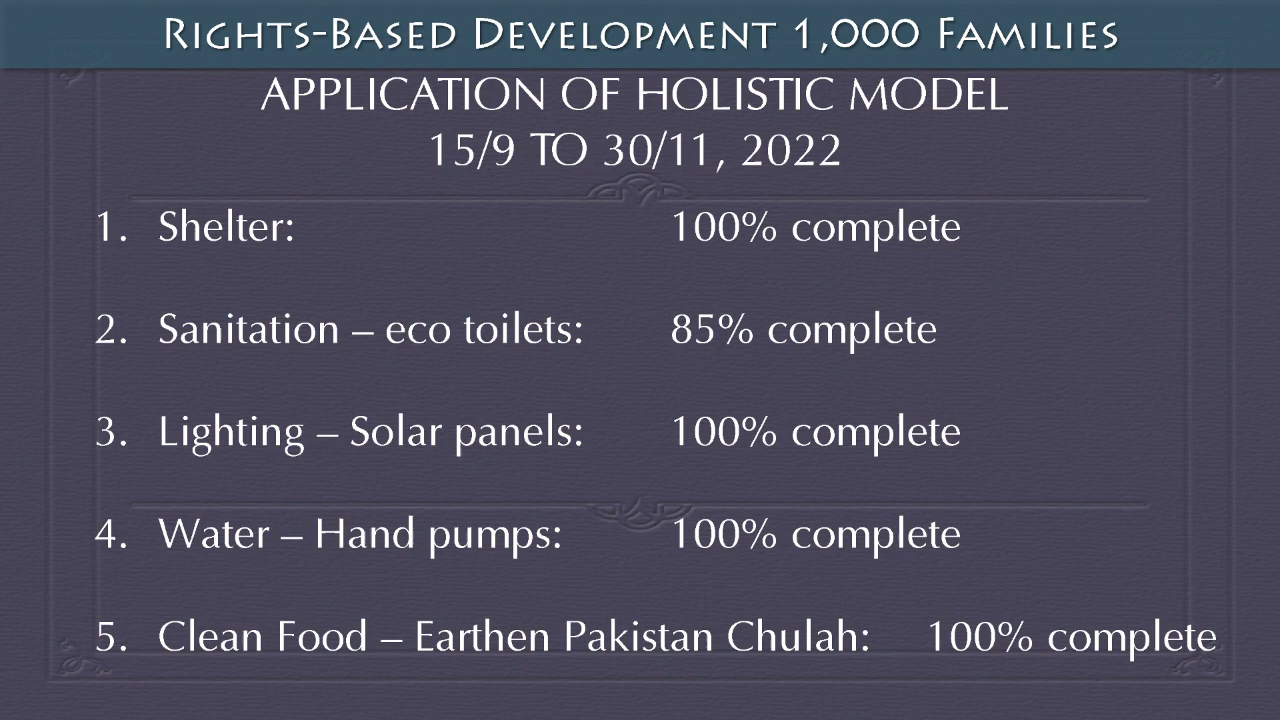 Rights-Based Development 1,000 Families
APPLICATION OF HOLISTIC MODEL
15/9 TO 30/11, 2022
1. Shelter: 100% complete
2. Sanitation – eco toilets: 85% complete
3. Lighting – Solar panels: 100% complete
4. Water – Hand pumps: 100% complete
5. Clean Food – Earthen Pakistan Chulah: 100% complete